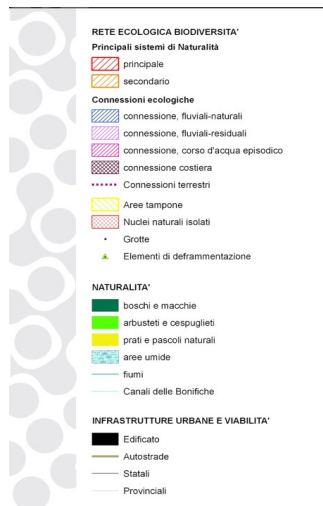 RETE ECOLOGICA BIODIVERSITA'
Principali sistemi di Naturalità
principale
secondario
Connessioni ecologiche
connessione, fluviali-naturali
connessione, fluviali-residuali
connessione, corso d'acqua episodico
connessione costiera
Connessioni terrestri
Aree tampone
Nuclei naturali isolati
Grotte
Elementi di deframmentazione
NATURALITA'
boschi e macchie
arbusteti e cespuglieti
prati e pascoli naturali
aree umide
fiumi
Canali delle Bonifiche
INFRASTRUTTURE URBANE E VIABILITA'
Edificato
Autostrade
Statali
Provinciali